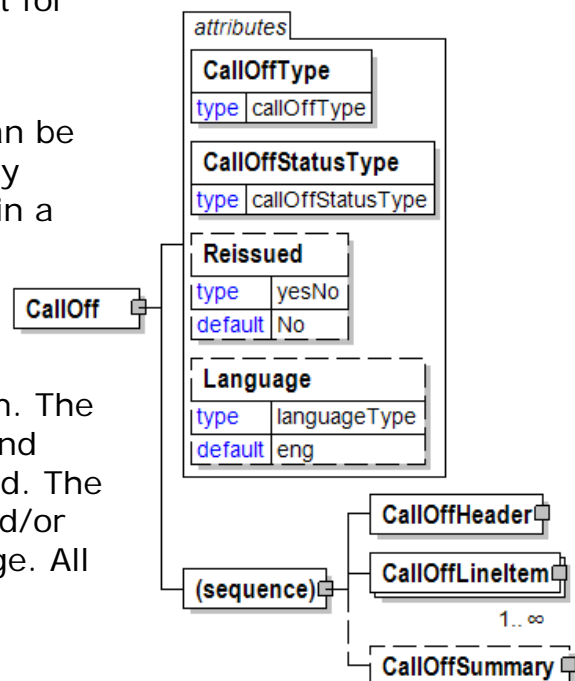 t for
an be
y
in a
n. The
nd
d. The
d/or
ge. All
attributes
CallOffType
type callOffType
CallOffStatusType
type callOffStatusType
Reissued
type yesNo
default No
Language
type languageType
default eng
CallOff
(sequence)
CallOffHeader
CallOffLineItem
1.. ∞
CallOffSummary